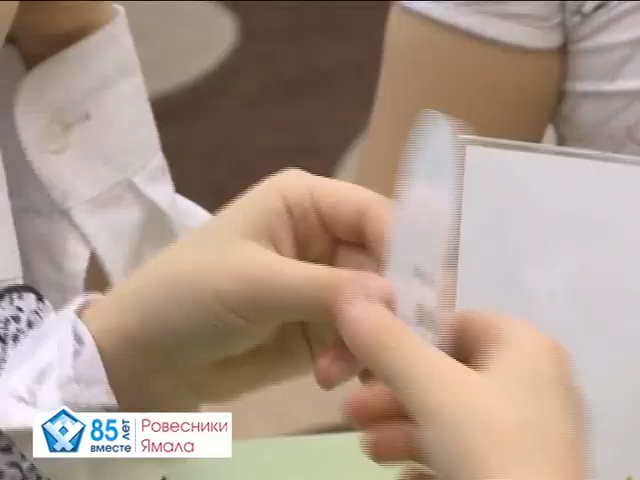 85 лет
вместе
Ровесники
Ямала